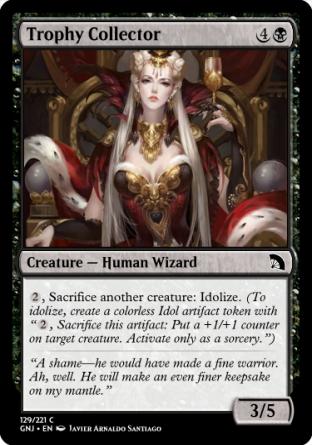 Trophy Collector 4
Creature — Human Wizard
2, Sacrifice another creature: Idolize. (To
idolize, create a colorless Idol artifact token with
“2, Sacrifice this artifact: Put a +1/+1 counter
on target creature. Activate only as a sorcery.”)
“A shame—he would have made a fine warrior.
Ah, well. He will make an even finer keepsake
on my mantle.”
3/5
129/221 C
GNJ • EN Javier Arnaldo Santiago